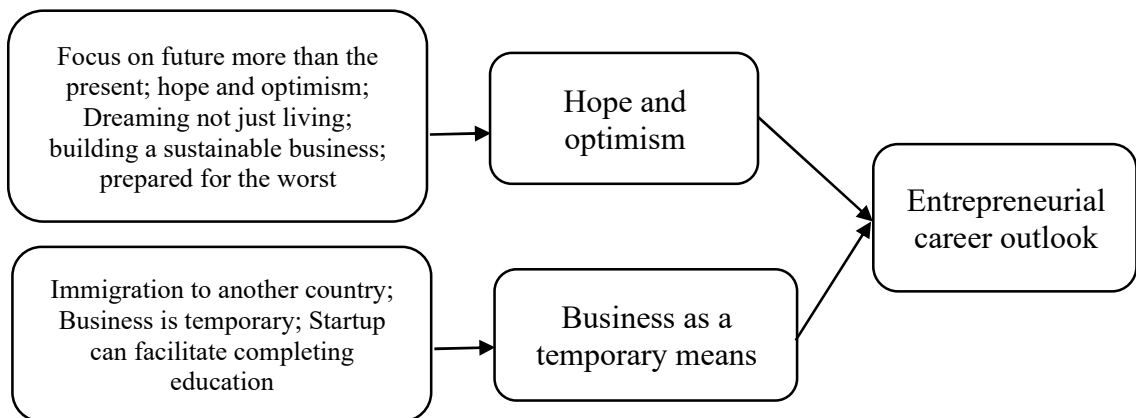 Focus on future more than the
present; hope and optimism;
Dreaming not just living;
building a sustainable business;
prepared for the worst
Hope and
optimism
Entrepreneurial
career outlook
Immigration to another country;
Business is temporary; Startup
can facilitate completing
education
Business as a
temporary means